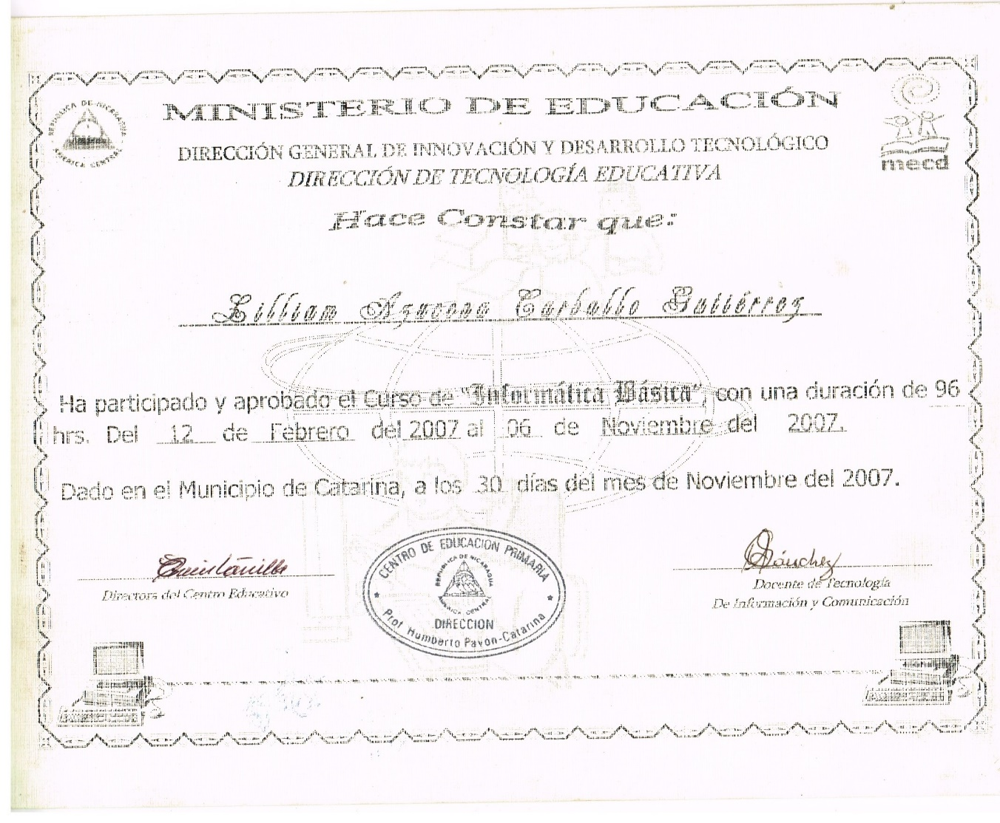 REPUBLICA DE NICARAGUA
AMERICA CENTRAL
MINISTERIO DE EDUCACIÓN
mecd
DIRECCIÓN GENERAL DE INNOVACIÓN Y DESARROLLO TECNOLÓGICO
DIRECCIÓN DE TECNOLOGÍA EDUCATIVA
Hace Constar que:
Lilliam Azucena Carballo Gutiérrez
Ha participado y aprobado el Curso de "Informática Básica", con una duración de 96
hrs. Del 12 de Febrero del 2007 al 06 de Noviembre del 2007.
Dado en el Municipio de Catarina, a los 30 días del mes de Noviembre del 2007.
Quintanilla
Directora del Centro Educativo
CENTRO DE EDUCACION PRIMARIA
REPUBLICA DE NICARAGUA
AMERICA CENTRAL
DIRECCION
Prof. Humberto Pavon-Catarina
Sánchez
Docente de Tecnología
De Información y Comunicación